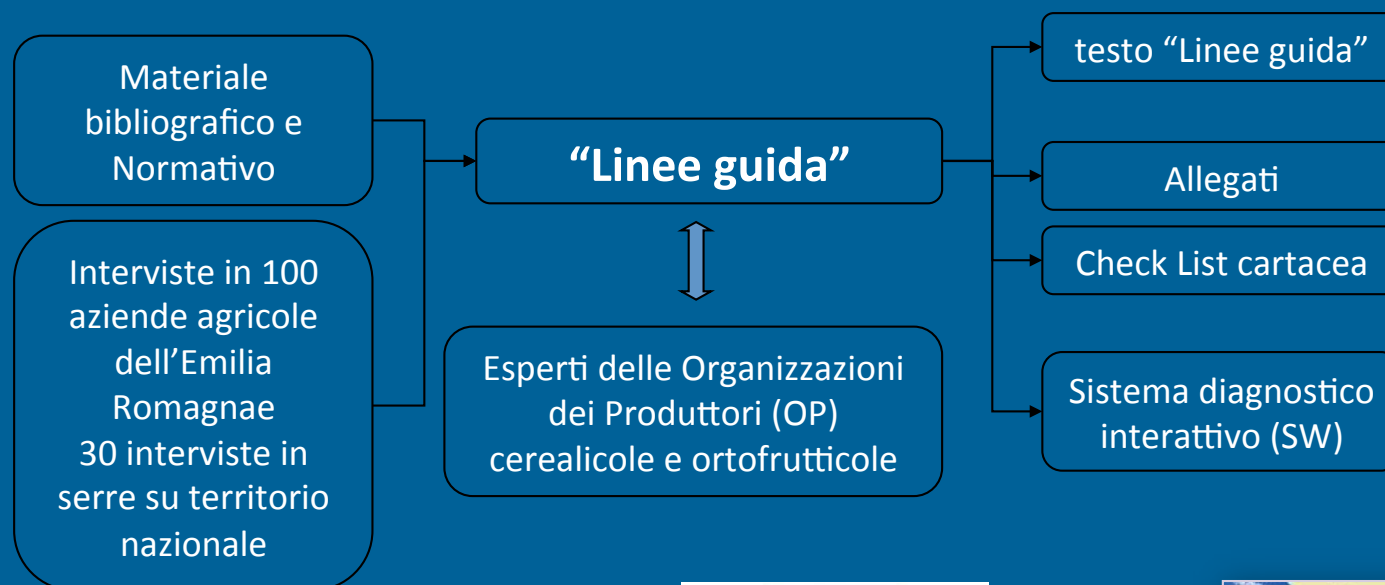 Materiale
bibliografico e
Normativo
Interviste in 100
aziende agricole
dell’Emilia
Romagnae
30 interviste in
serre su territorio
nazionale
“Linee guida”
Esperti delle Organizzazioni
dei Produttori (OP)
cerealicole e ortofrutticole
testo “Linee guida”
Allegati
Check List cartacea
Sistema diagnostico
interattivo (SW)